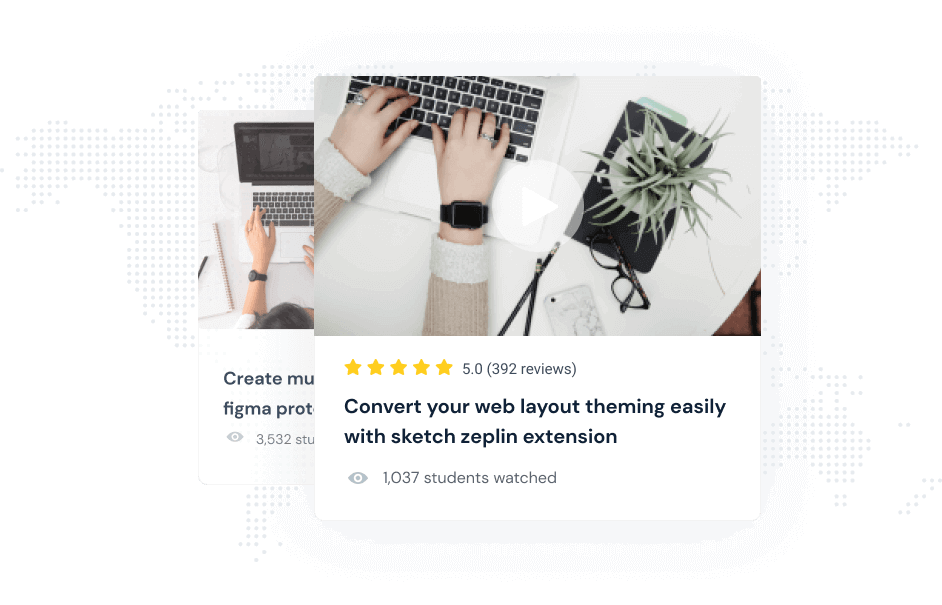 5.0 (392 reviews)
Convert your web layout theming easily
with sketch zeplin extension
1,037 students watched
Create mu
figma prot
3,532 stu